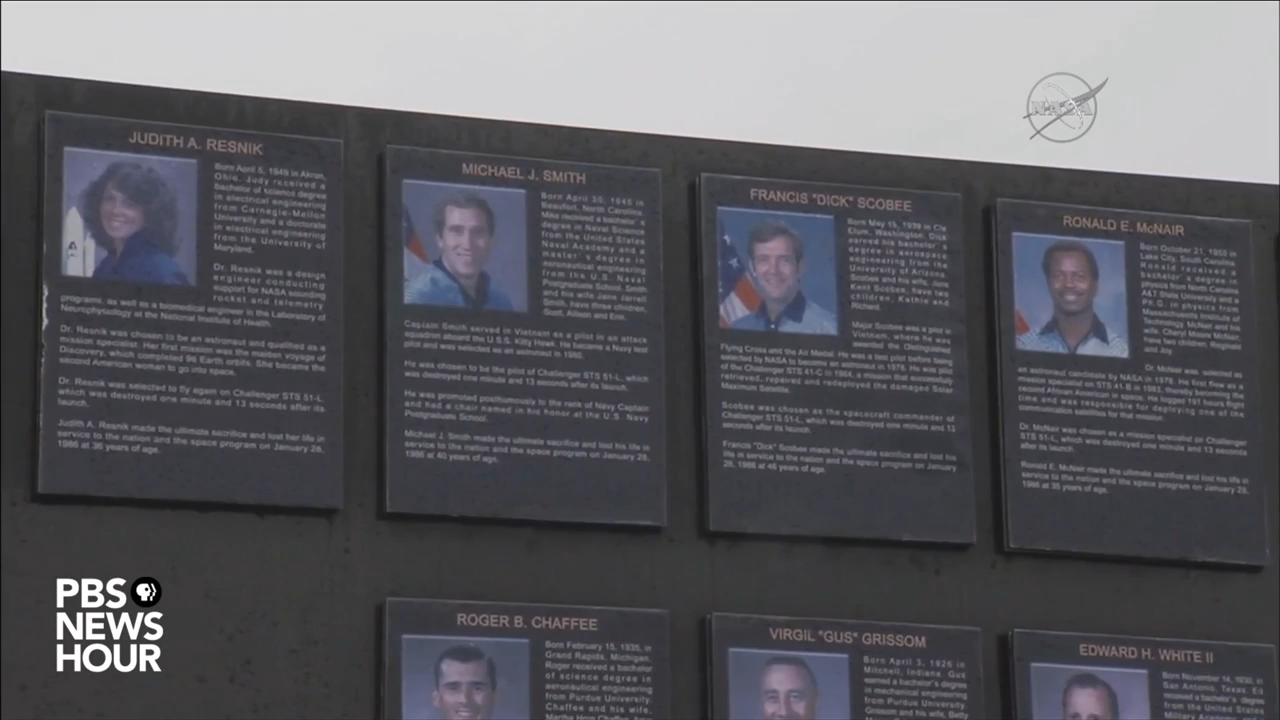 NASA
JUDITH A. RESNIK
Born April 5, 1949 in Akron,
Ohio. Judy received a
bachelor of science degree
in electrical engineering
from Carnegie-Mellon
University and a doctorate
in electrical engineering
from the University of
Maryland.
Dr. Resnik was a design
engineer conducting
support for NASA sounding
rocket and telemetry
programs, as well as a biomedical engineer in the Laboratory of
Neurophysiology at the National Institute of Health.
Dr. Resnik was chosen to be an astronaut and qualified as a
mission specialist. Her first mission was the maiden voyage of
Discovery, which completed 96 Earth orbits. She became the
second American woman to go into space.
Dr. Resnik was selected to fly again on Challenger STS 51-L,
which was destroyed one minute and 13 seconds after its
launch.
Judith A. Resnik made the ultimate sacrifice and lost her life in
service to the nation and the space program on January 28,
1986 at 36 years of age.
MICHAEL J. SMITH
Born April 30, 1945 in
Beaufort, North Carolina.
Mike received a bachelor's
degree in Naval Science
from the United States
Naval Academy and a
master's degree in
aeronautical engineering
from the U.S. Naval
Postgraduate School. Smith
and his wife Jane Jarrell
Smith, have three children,
Scott, Allison and Erin.
Captain Smith served in Vietnam as a pilot in an attack
squadron aboard the U.S.S. Kitty Hawk. He became a Navy test
pilot and was selected as an astronaut in 1980.
He was chosen to be the pilot of Challenger STS 51-L, which
was destroyed one minute and 13 seconds after its launch.
He was promoted posthumously to the rank of Navy Captain
and had a chair named in his honor at the U.S. Navy
Postgraduate School.
Michael J. Smith made the ultimate sacrifice and lost his life in
service to the nation and the space program on January 28,
1986 at 40 years of age.
FRANCIS "DICK" SCOBEE
Born May 19, 1939 in Cle
Elum, Washington. Dick
earned his bachelor's
degree in aerospace
engineering from the
University of Arizona.
Scobee and his wife, June
Kent Scobee, have two
children, Kathie and
Richard.
Major Scobee was a pilot in
Vietnam, where he was
awarded the Distinguished
Flying Cross and the Air Medal. He was a test pilot before being
selected by NASA to become an astronaut in 1978. He was pilot
of the Challenger STS 41-C in 1984, a mission that successfully
retrieved, repaired and redeployed the damaged Solar
Maximum Satellite.
Scobee was chosen as the spacecraft commander of
Challenger STS 51-L, which was destroyed one minute and 13
seconds after its launch.
Francis "Dick" Scobee made the ultimate sacrifice and lost his
life in service to the nation and the space program on January
28, 1986 at 46 years of age.
RONALD E. McNAIR
Born October 21, 1950 in
Lake City, South Carolina.
Ronald received a
bachelor's degree in
physics from North Carolina
A&T State University and a
Ph.D. in physics from
Massachusetts Institute of
Technology. McNair and his
wife, Cheryl Moore McNair,
have two children: Reginald
and Joy.
Dr. McNair was selected as
an astronaut candidate by NASA in 1978. He first flew as a
mission specialist on STS 41-B in 1983, thereby becoming the
second African American in space. He logged 191 hours flight
time and was responsible for deploying one of the
communication satellites for that mission.
Dr. McNair was chosen as a mission specialist on Challenger
STS 51-L, which was destroyed one minute and 13 seconds
after its launch.
Ronald E. McNair made the ultimate sacrifice and lost his life in
service to the nation and the space program on January 28,
1986 at 35 years of age.
ROGER B. CHAFFEE
Born February 15, 1935, in
Grand Rapids, Michigan.
Roger received a bachelor
of science degree in
aeronautical engineering
from Purdue University.
Chaffee and his wife,
Martha Horn Chaffee,
VIRGIL "GUS" GRISSOM
Born April 3, 1926 in
Mitchell, Indiana. Gus
earned a bachelor's degree
in mechanical engineering
from Purdue University.
Grissom and his wife, Betty
EDWARD H. WHITE II
Born November 14, 1930, in
San Antonio, Texas. Ed
received a bachelor's degree
from the United States
Military Academy
PBS
NEWS
HOUR